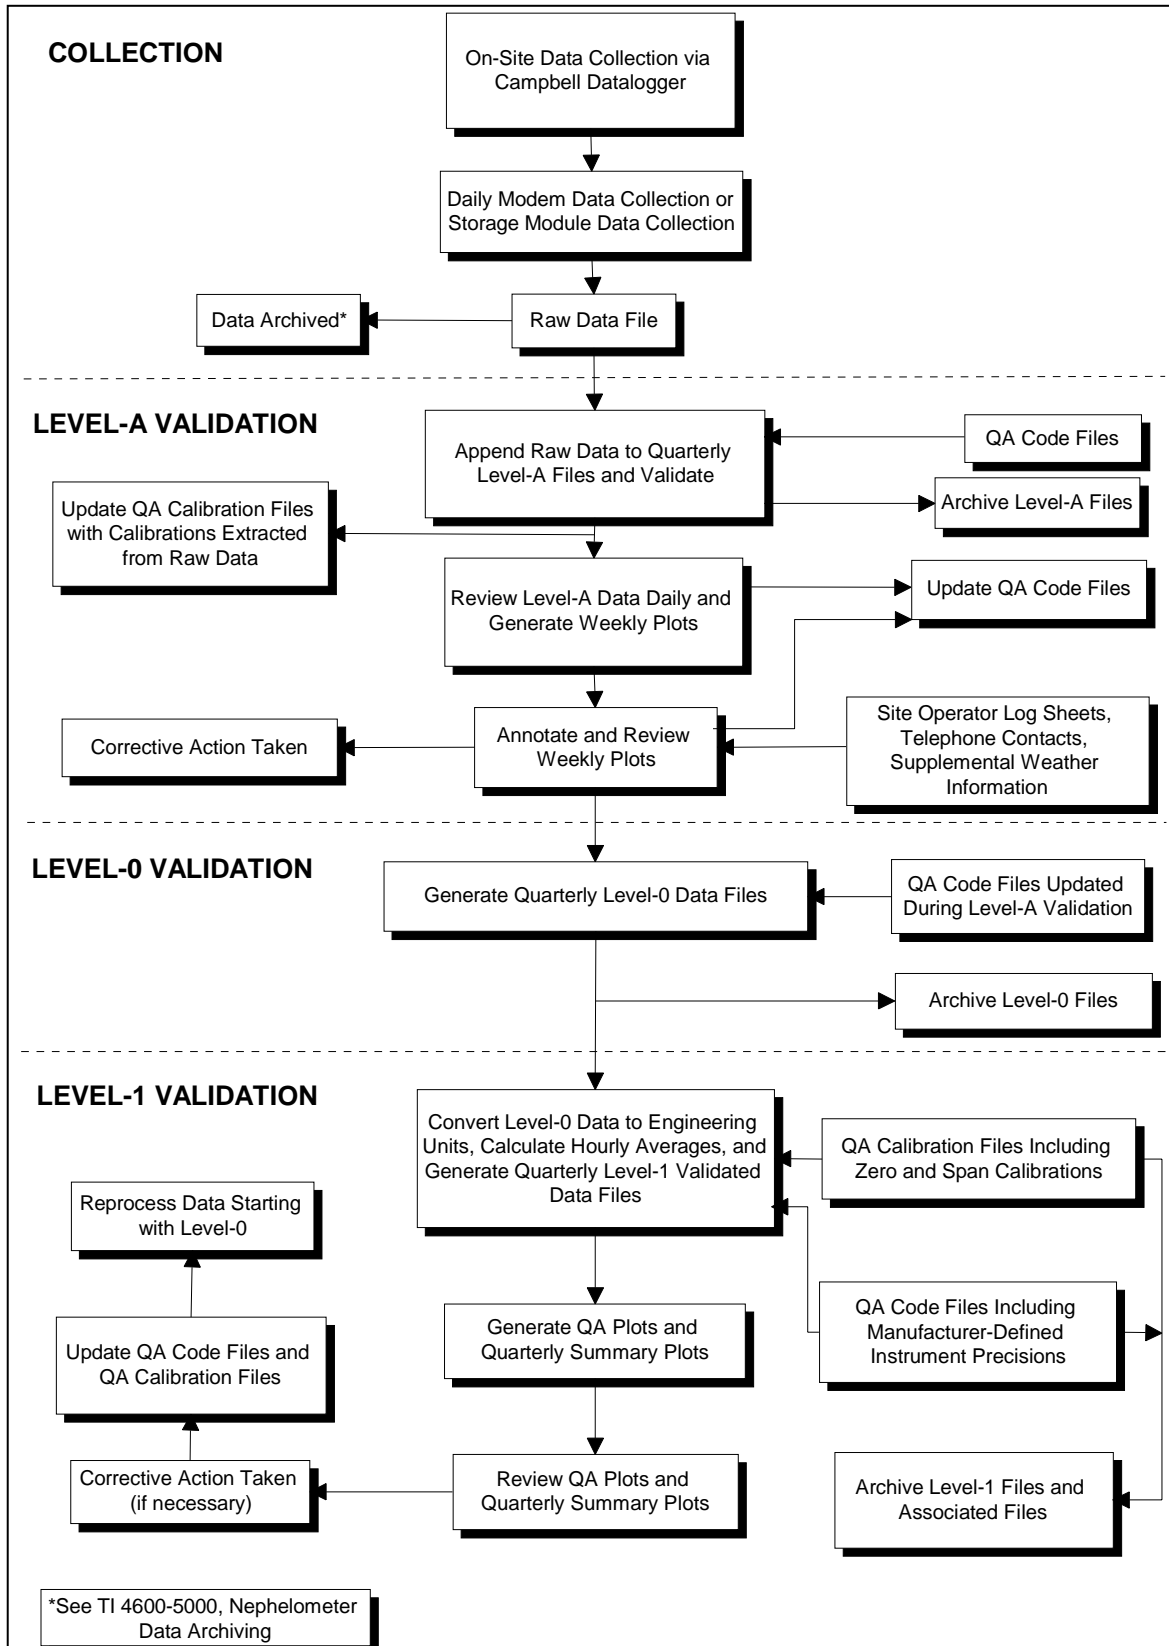 COLLECTION
On-Site Data Collection via
Campbell Datalogger
Daily Modem Data Collection or
Storage Module Data Collection
Data Archived*
Raw Data File
LEVEL-A VALIDATION
Append Raw Data to Quarterly
Level-A Files and Validate
QA Code Files
Archive Level-A Files
Update QA Calibration Files
with Calibrations Extracted
from Raw Data
Review Level-A Data Daily and
Generate Weekly Plots
Update QA Code Files
Corrective Action Taken
Annotate and Review
Weekly Plots
Site Operator Log Sheets,
Telephone Contacts,
Supplemental Weather
Information
LEVEL-0 VALIDATION
Generate Quarterly Level-0 Data Files
QA Code Files Updated
During Level-A Validation
Archive Level-0 Files
LEVEL-1 VALIDATION
Convert Level-0 Data to Engineering
Units, Calculate Hourly Averages, and
Generate Quarterly Level-1 Validated
Data Files
QA Calibration Files Including
Zero and Span Calibrations
Reprocess Data Starting
with Level-0
Generate QA Plots and
Quarterly Summary Plots
QA Code Files Including
Manufacturer-Defined
Instrument Precisions
Update QA Code Files and
QA Calibration Files
Corrective Action Taken
(if necessary)
Review QA Plots and
Quarterly Summary Plots
Archive Level-1 Files and
Associated Files
*See TI 4600-5000, Nephelometer
Data Archiving